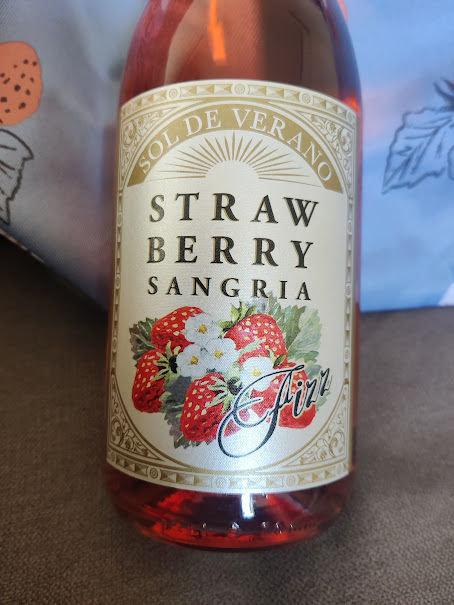 SOL DE VERANO
STRAW
BERRY
SANGRIA
Fizz